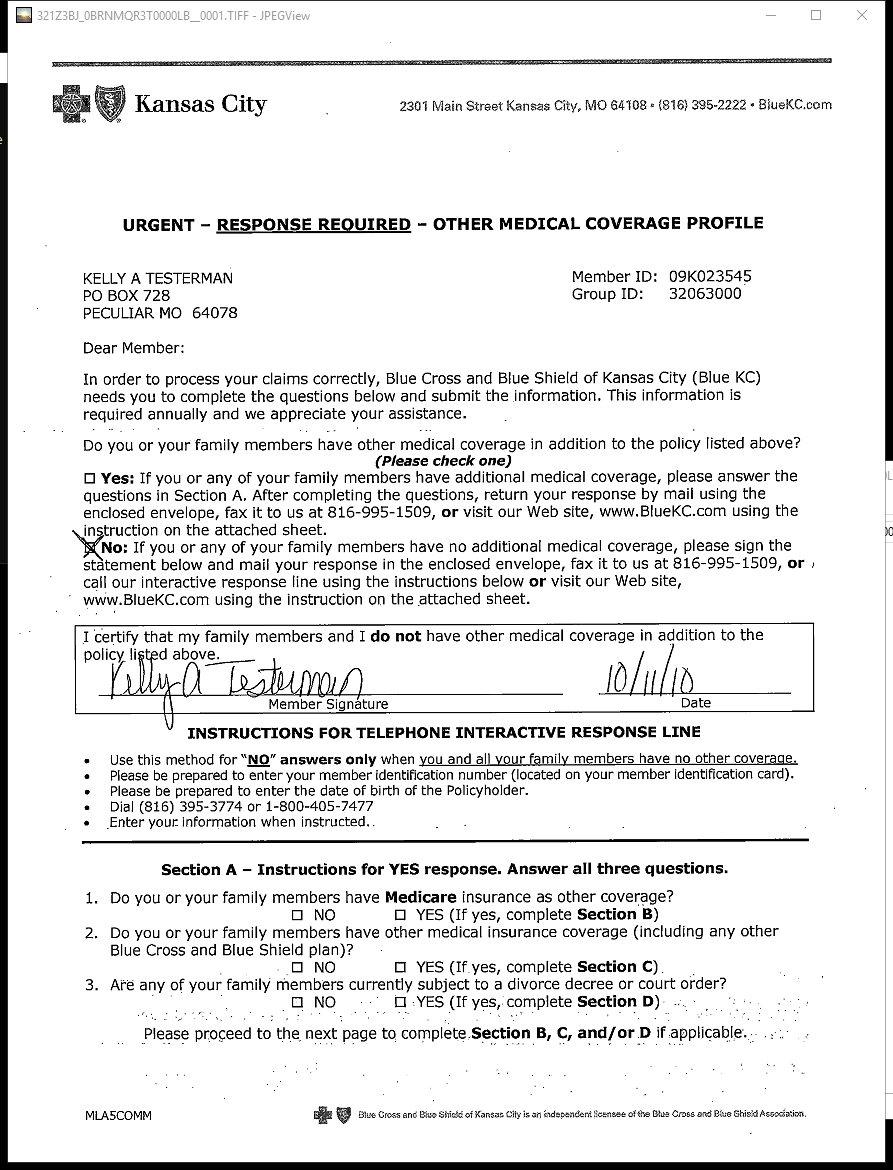 321Z3BJ_0BRNMQR3T0000LB__0001.TIFF - JPEGView
Kansas City
2301 Main Street Kansas City, MO 64108 • (816) 395-2222 • BlueKC.com
URGENT – RESPONSE REQUIRED – OTHER MEDICAL COVERAGE PROFILE
KELLY A TESTERMAN
PO BOX 728
PECULIAR MO 64078
Member ID: 09K023545
Group ID: 32063000
Dear Member:
In order to process your claims correctly, Blue Cross and Blue Shield of Kansas City (Blue KC)
needs you to complete the questions below and submit the information. This information is
required annually and we appreciate your assistance.
Do you or your family members have other medical coverage in addition to the policy listed above?
(Please check one)
☐ Yes: If you or any of your family members have additional medical coverage, please answer the
questions in Section A. After completing the questions, return your response by mail using the
enclosed envelope, fax it to us at 816-995-1509, or visit our Web site, www.BlueKC.com using the
instruction on the attached sheet.
☒ No: If you or any of your family members have no additional medical coverage, please sign the
statement below and mail your response in the enclosed envelope, fax it to us at 816-995-1509, or
call our interactive response line using the instructions below or visit our Web site,
www.BlueKC.com using the instruction on the attached sheet.
I certify that my family members and I do not have other medical coverage in addition to the
policy listed above.
Kelly A Testerman 10/11/10
Member Signature Date
INSTRUCTIONS FOR TELEPHONE INTERACTIVE RESPONSE LINE
• Use this method for "NO" answers only when you and all your family members have no other coverage.
• Please be prepared to enter your member identification number (located on your member identification card).
• Please be prepared to enter the date of birth of the Policyholder.
• Dial (816) 395-3774 or 1-800-405-7477
• Enter your information when instructed.
Section A – Instructions for YES response. Answer all three questions.
1. Do you or your family members have Medicare insurance as other coverage?
☐ NO ☐ YES (If yes, complete Section B)
2. Do you or your family members have other medical insurance coverage (including any other
Blue Cross and Blue Shield plan)?
☐ NO ☐ YES (If yes, complete Section C)
3. Are any of your family members currently subject to a divorce decree or court order?
☐ NO ☐ YES (If yes, complete Section D)
Please proceed to the next page to complete Section B, C, and/or D if applicable.
MLA5COMM
Blue Cross and Blue Shield of Kansas City is an independent licensee of the Blue Cross and Blue Shield Association.